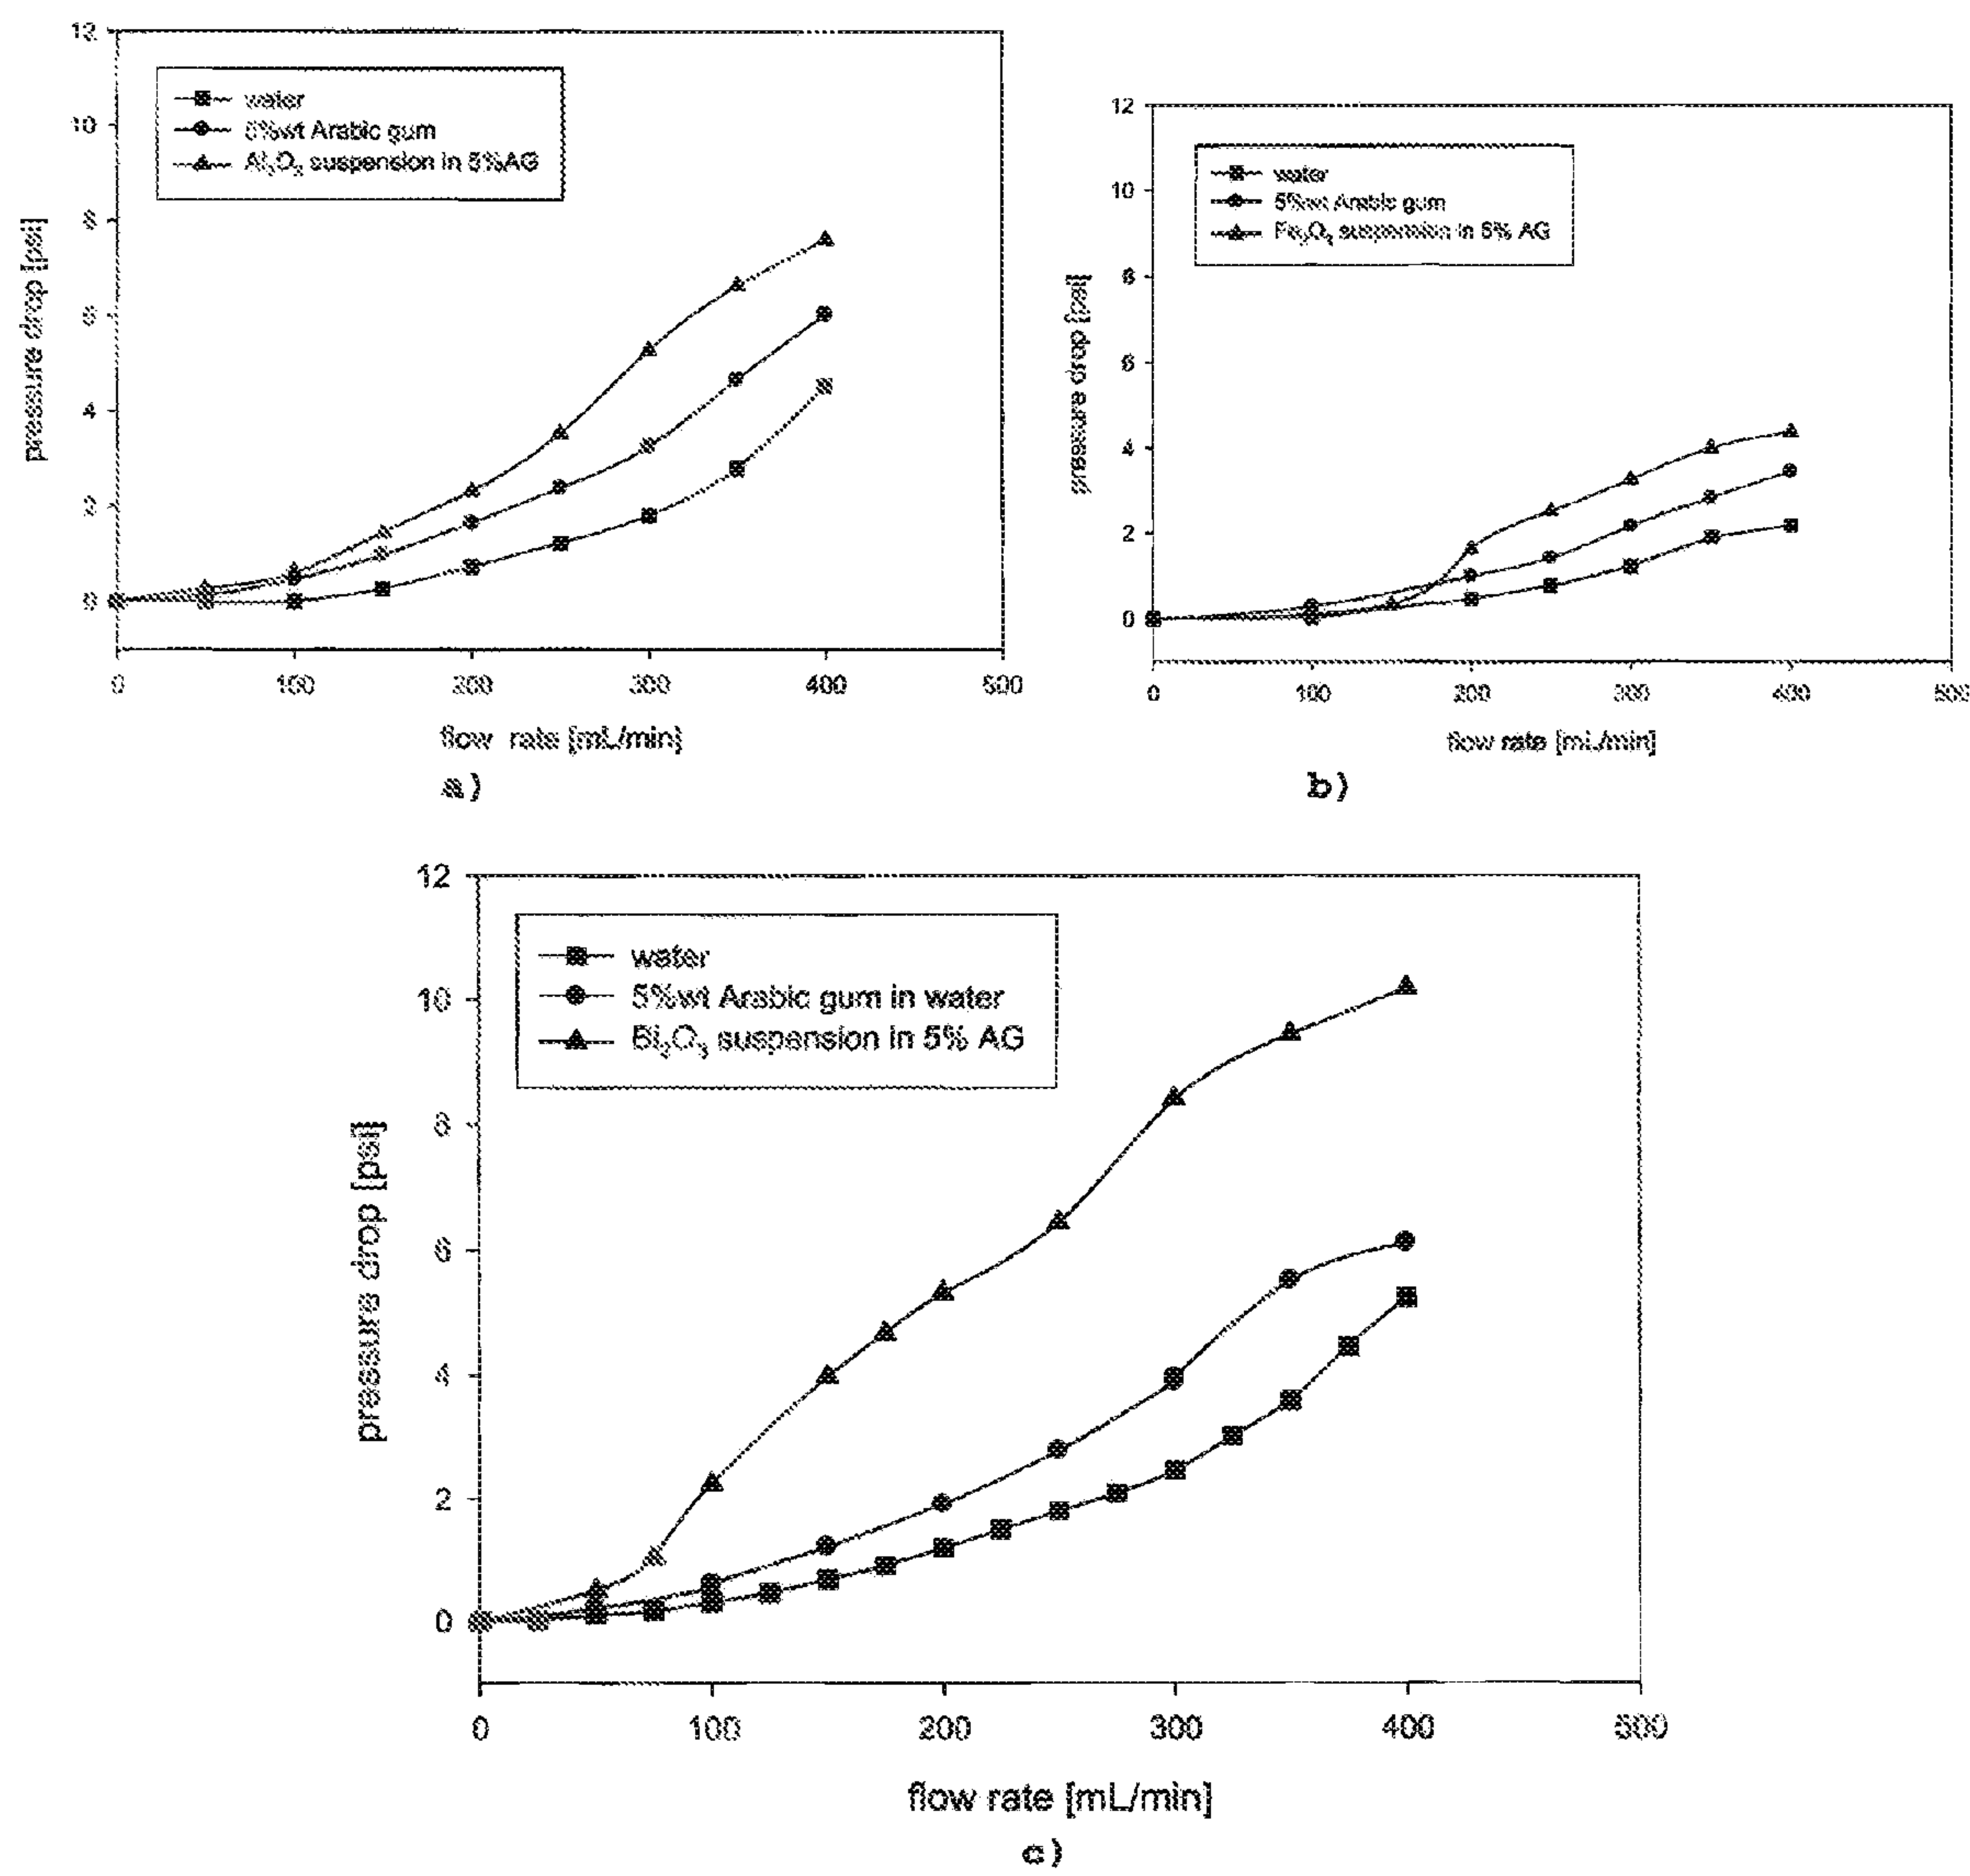 12
10
8
6
4
2
0
pressure drop [psi]
water
5%wt Arabic gum
Al₂O₃ suspension in 5%AG
0 100 200 300 400 500
flow rate [mL/min]
a)
12
10
8
6
4
2
0
pressure drop [psi]
water
5%wt Arabic gum
Fe₂O₃ suspension in 5% AG
0 100 200 300 400 500
flow rate [mL/min]
b)
12
10
8
6
4
2
0
pressure drop [psi]
water
5%wt Arabic gum in water
Bi₂O₃ suspension in 5% AG
0 100 200 300 400 500
flow rate [mL/min]
c)